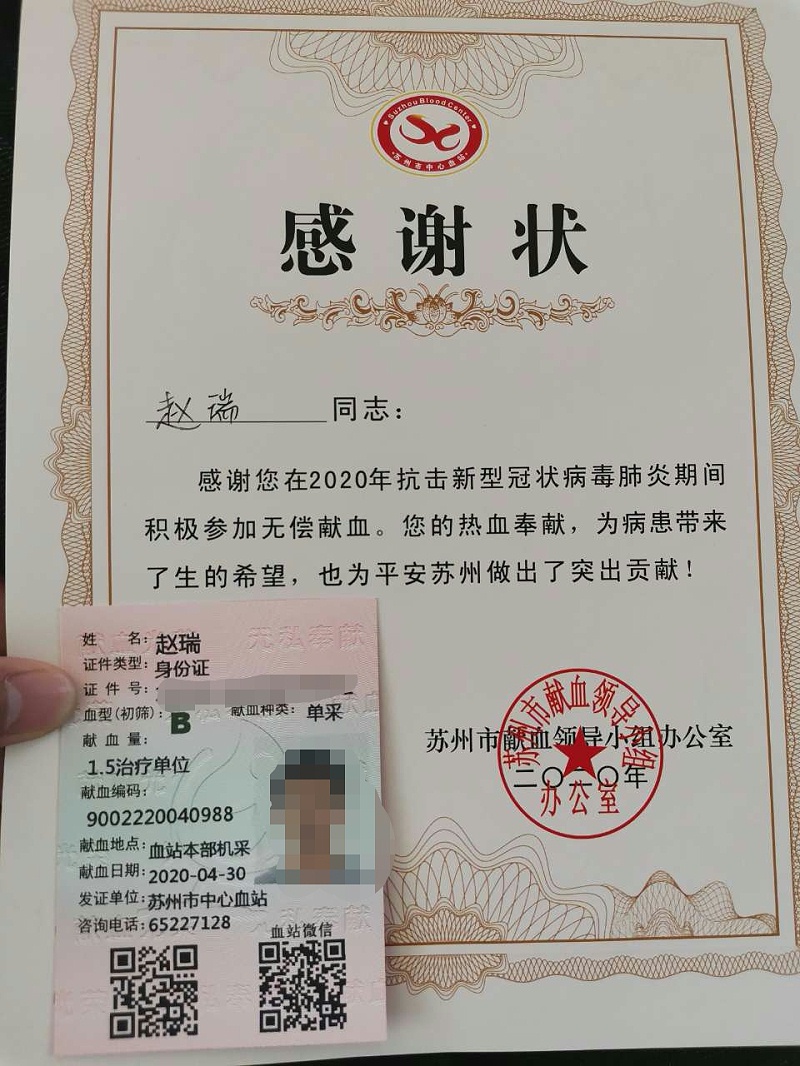 Suzhou Blood Center
苏州市中心血站
感谢状
赵瑞 同志：
感谢您在2020年抗击新型冠状病毒肺炎期间
积极参加无偿献血。您的热血奉献，为病患带来
了生的希望，也为平安苏州做出了突出贡献！
苏州市献血领导小组办公室
二〇二〇年
苏州市献血领导小组
办公室
姓 名：赵瑞
证件类型：身份证
证 件 号：
血型(初筛)：B 献血种类：单采
献 血 量：
1.5治疗单位
献血编码：
9002220040988
献血地点：血站本部机采
献血日期：2020-04-30
发证单位：苏州市中心血站
咨询电话：65227128
血站微信
无私奉献